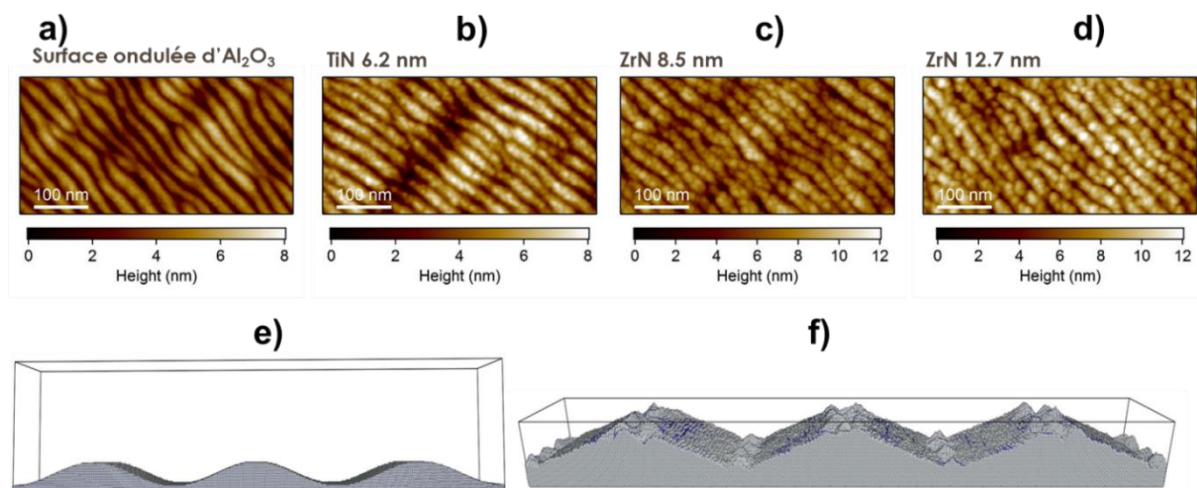 a)
Surface ondulée d'Al₂O₃
100 nm
0 2 4 6 8
Height (nm)
b)
TiN 6.2 nm
100 nm
0 2 4 6 8
Height (nm)
c)
ZrN 8.5 nm
100 nm
0 2 4 6 8 10 12
Height (nm)
d)
ZrN 12.7 nm
100 nm
0 2 4 6 8 10 12
Height (nm)
e)
f)